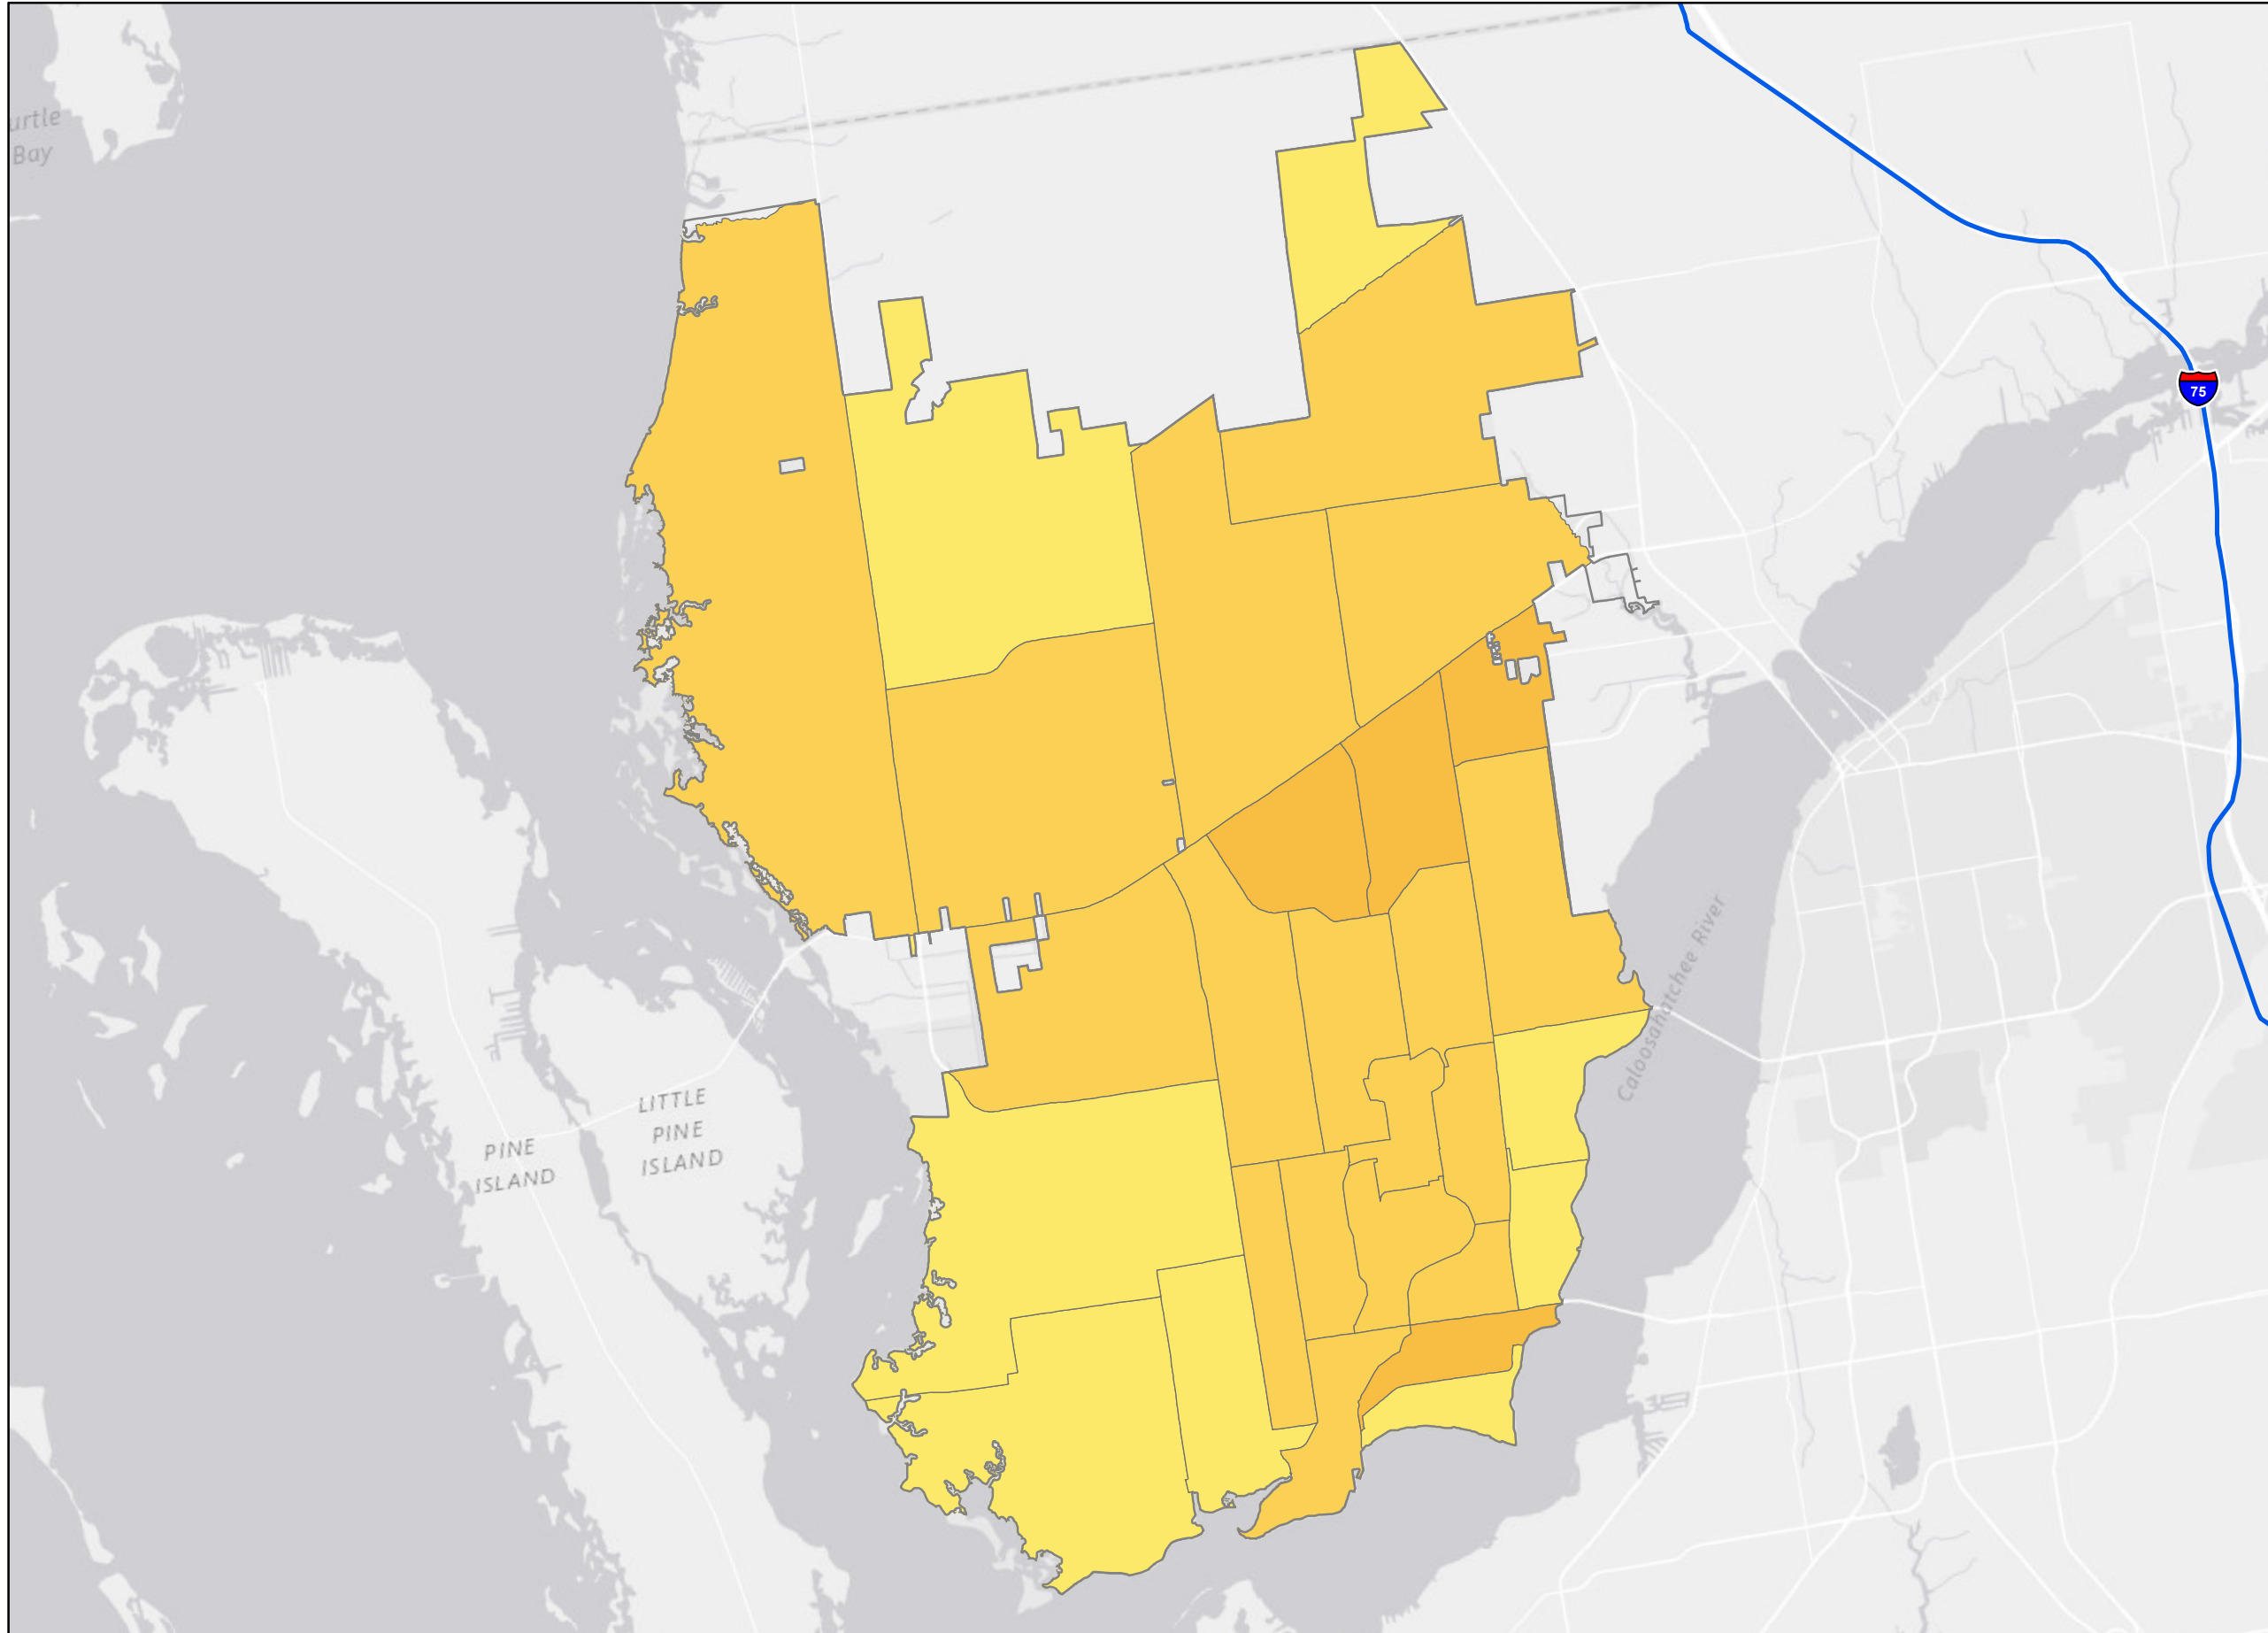 urtle
Bay
75
Caloosahatchee River
LITTLE
PINE
ISLAND
PINE
ISLAND